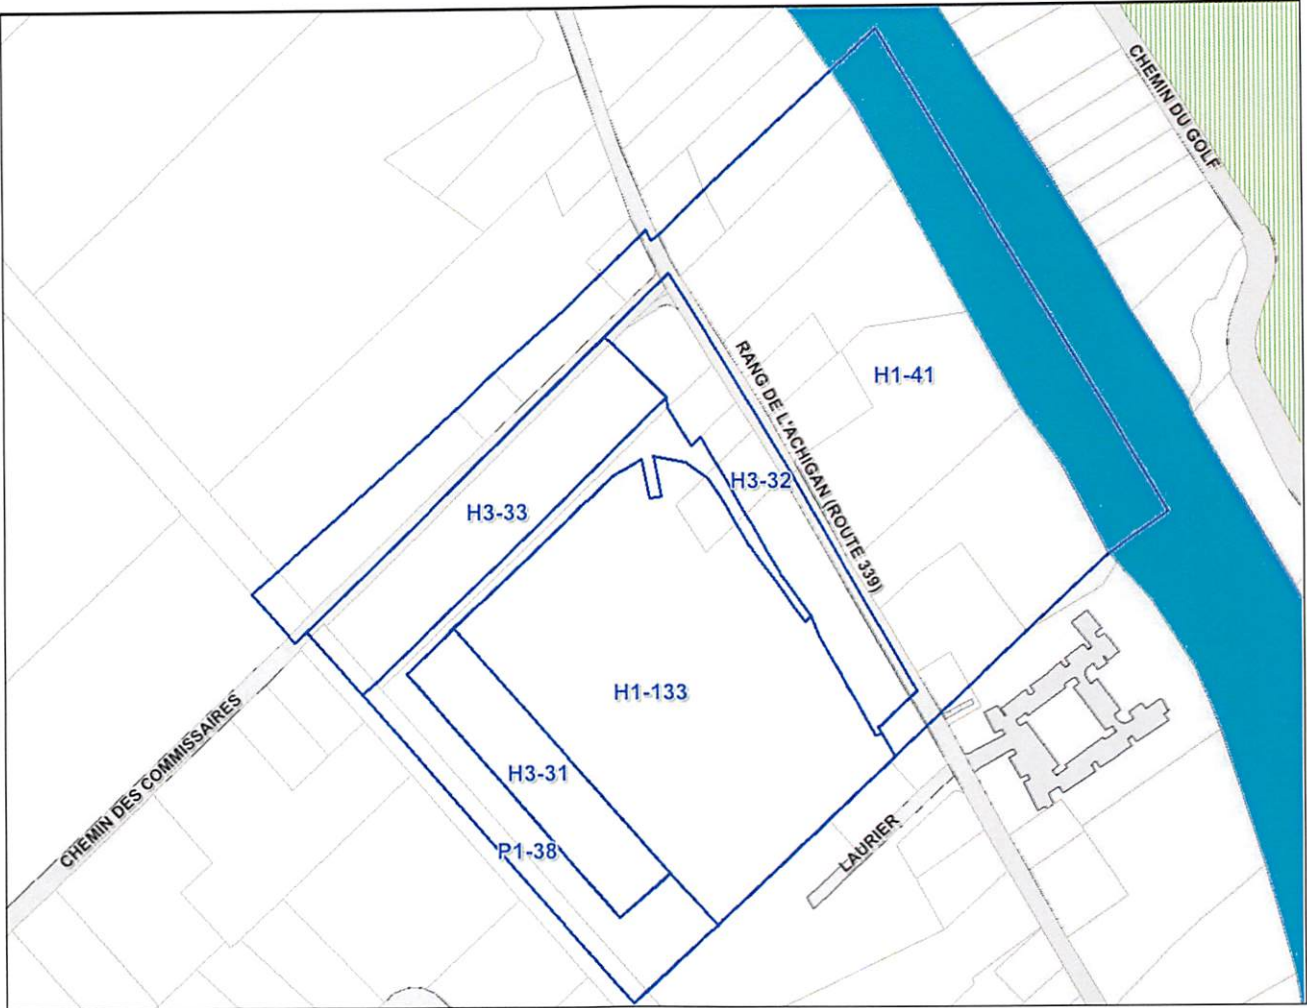 CHEMIN DU GOLF
H1-41
RANG DE L'ACHIGAN (ROUTE 339)
H3-32
H3-33
H1-133
H3-31
CHEMIN DES COMMISSAIRES
P1-38
LAURIER